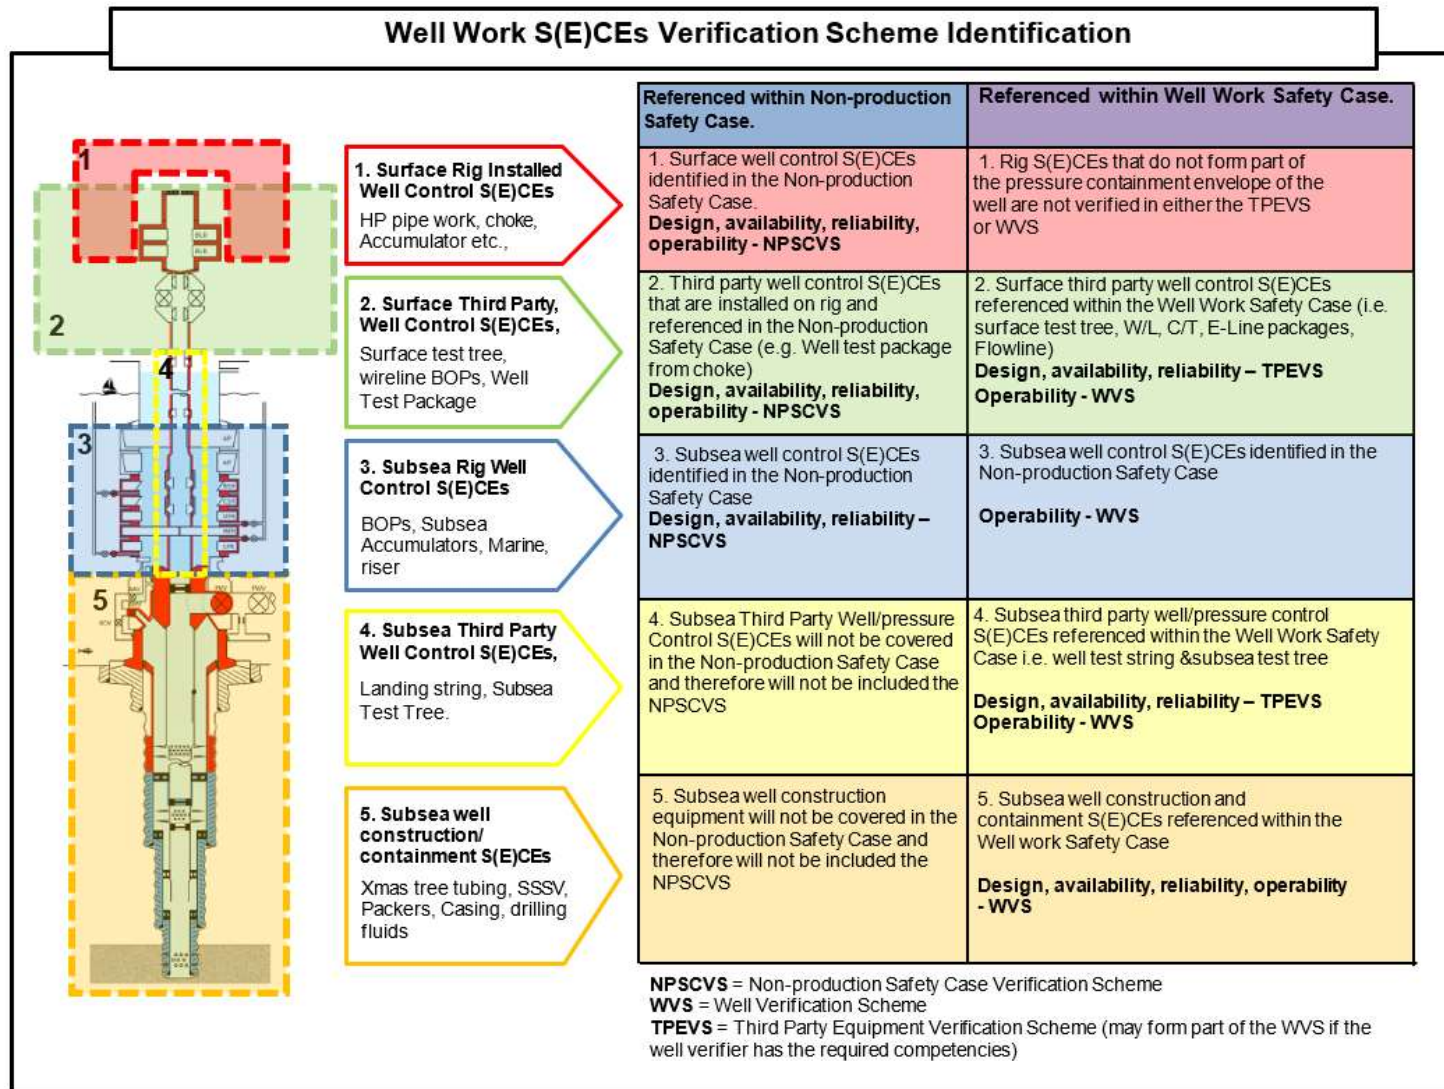 Well Work S(E)CEs Verification Scheme Identification
1
2
3
4
5
1. Surface Rig Installed
Well Control S(E)CEs
HP pipe work, choke,
Accumulator etc.,
2. Surface Third Party,
Well Control S(E)CEs,
Surface test tree,
wireline BOPs, Well
Test Package
3. Subsea Rig Well
Control S(E)CEs
BOPs, Subsea
Accumulators, Marine,
riser
4. Subsea Third Party
Well Control S(E)CEs,
Landing string, Subsea
Test Tree.
5. Subsea well
construction/
containment S(E)CEs
Xmas tree tubing, SSSV,
Packers, Casing, drilling
fluids
Referenced within Non-production
Safety Case.
Referenced within Well Work Safety Case.
1. Surface well control S(E)CEs
identified in the Non-production
Safety Case.
Design, availability, reliability,
operability - NPSCVS
1. Rig S(E)CEs that do not form part of
the pressure containment envelope of the
well are not verified in either the TPEVS
or WVS
2. Third party well control S(E)CEs
that are installed on rig and
referenced in the Non-production
Safety Case (e.g. Well test package
from choke)
Design, availability, reliability,
operability - NPSCVS
2. Surface third party well control S(E)CEs
referenced within the Well Work Safety Case (i.e.
surface test tree, W/L, C/T, E-Line packages,
Flowline)
Design, availability, reliability – TPEVS
Operability - WVS
3. Subsea well control S(E)CEs
identified in the Non-production
Safety Case
Design, availability, reliability –
NPSCVS
3. Subsea well control S(E)CEs identified in the
Non-production Safety Case
Operability - WVS
4. Subsea Third Party Well/pressure
Control S(E)CEs will not be covered
in the Non-production Safety Case
and therefore will not be included the
NPSCVS
4. Subsea third party well/pressure control
S(E)CEs referenced within the Well Work Safety
Case i.e. well test string &subsea test tree
Design, availability, reliability – TPEVS
Operability - WVS
5. Subsea well construction
equipment will not be covered in the
Non-production Safety Case and
therefore will not be included the
NPSCVS
5. Subsea well construction and
containment S(E)CEs referenced within the
Well work Safety Case
Design, availability, reliability, operability
- WVS
NPSCVS = Non-production Safety Case Verification Scheme
WVS = Well Verification Scheme
TPEVS = Third Party Equipment Verification Scheme (may form part of the WVS if the
well verifier has the required competencies)